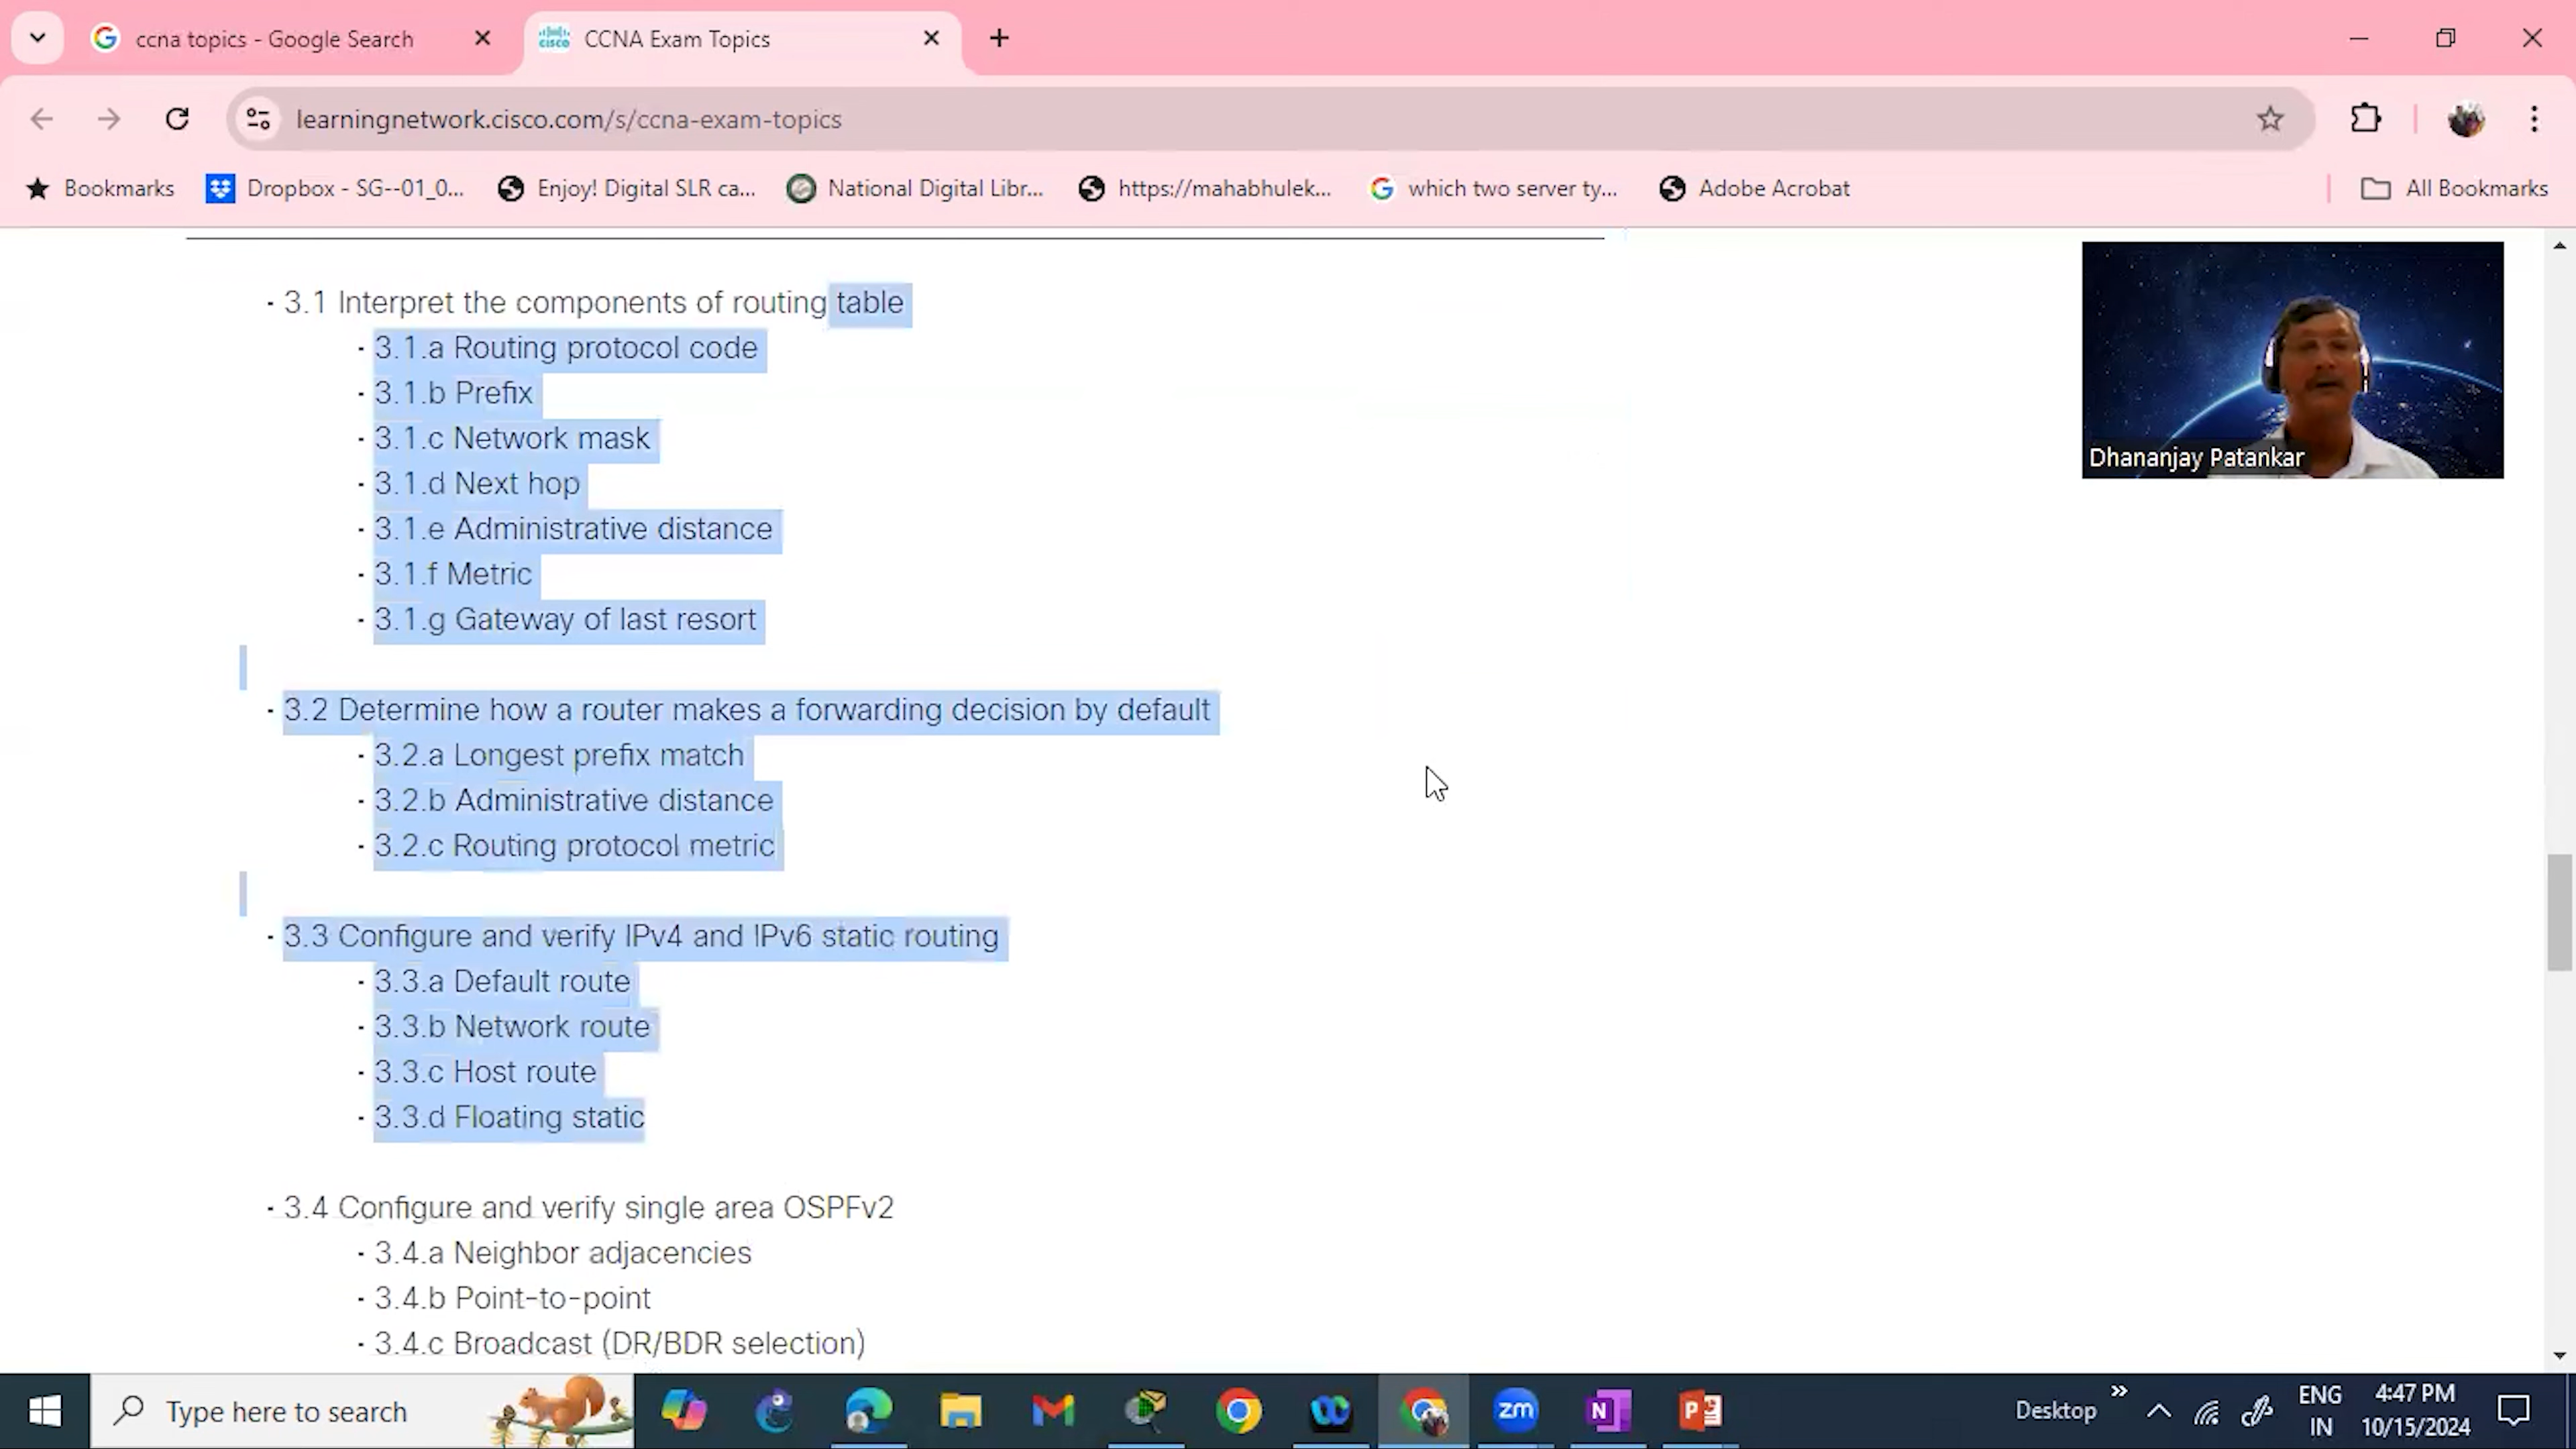 ccna topics - Google Search
CCNA Exam Topics
learningnetwork.cisco.com/s/ccna-exam-topics
Bookmarks
Dropbox - SG--01_0...
Enjoy! Digital SLR ca...
National Digital Libr...
https://mahabhulek...
which two server ty...
Adobe Acrobat
All Bookmarks
3.1 Interpret the components of routing table
3.1.a Routing protocol code
3.1.b Prefix
3.1.c Network mask
3.1.d Next hop
3.1.e Administrative distance
3.1.f Metric
3.1.g Gateway of last resort
3.2 Determine how a router makes a forwarding decision by default
3.2.a Longest prefix match
3.2.b Administrative distance
3.2.c Routing protocol metric
3.3 Configure and verify IPv4 and IPv6 static routing
3.3.a Default route
3.3.b Network route
3.3.c Host route
3.3.d Floating static
3.4 Configure and verify single area OSPFv2
3.4.a Neighbor adjacencies
3.4.b Point-to-point
3.4.c Broadcast (DR/BDR selection)
Dhananjay Patankar
Type here to search
zm
Desktop
ENG
IN
4:47 PM
10/15/2024